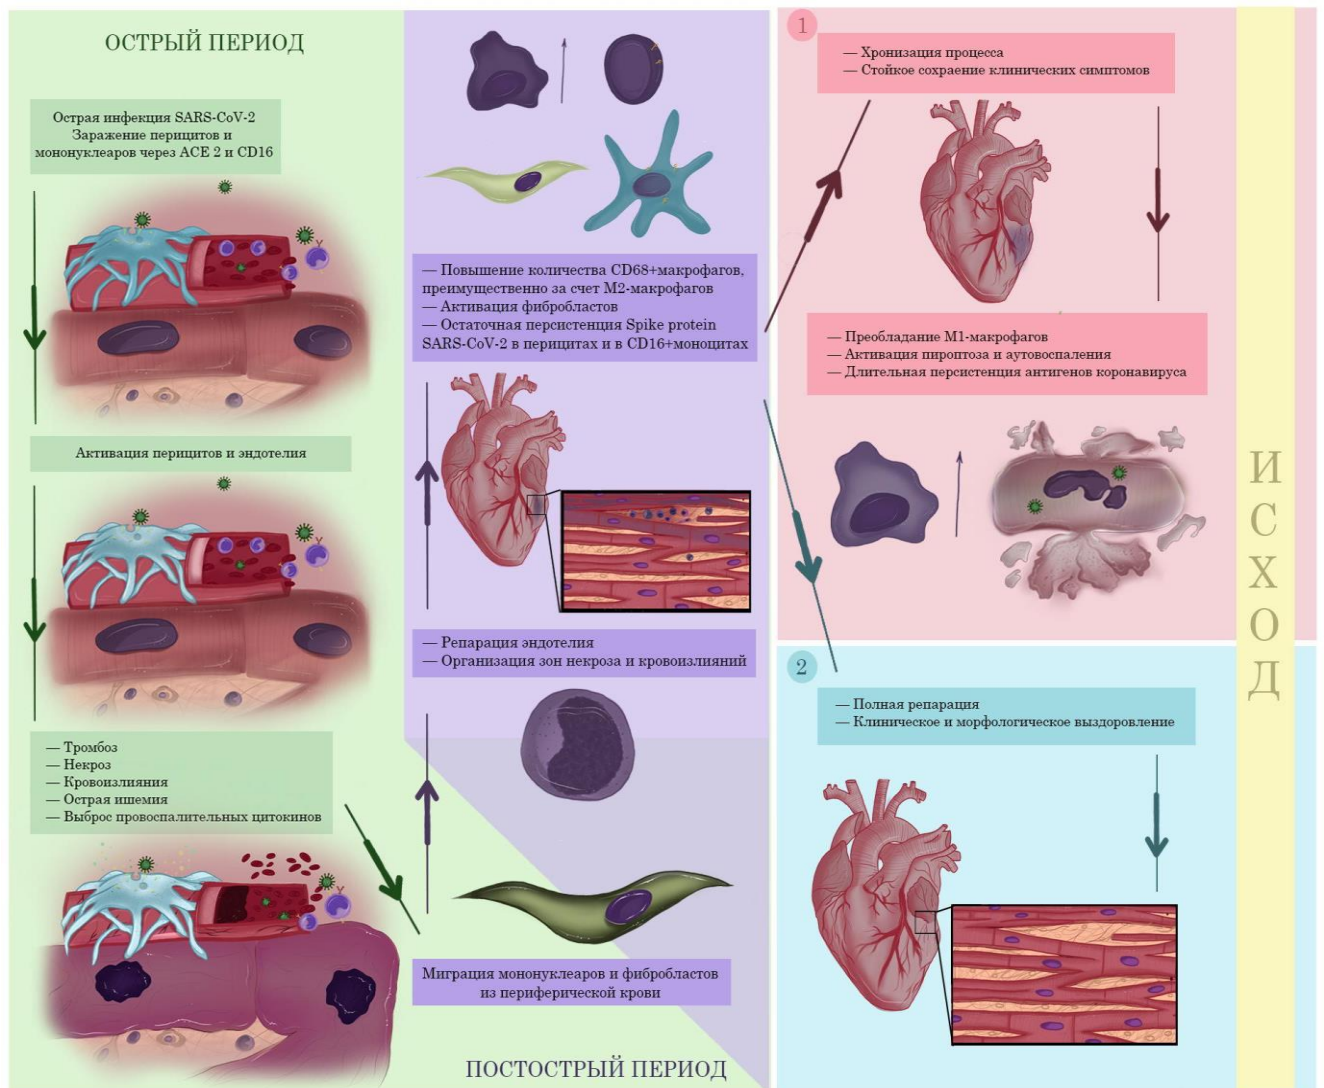 ОСТРЫЙ ПЕРИОД
Острая инфекция SARS-CoV-2
Заражение перицитов и
мононуклеаров через ACE 2 и CD16
Активация перицитов и эндотелия
— Тромбоз
— Некроз
— Кровоизлияния
— Острая ишемия
— Выброс провоспалительных цитокинов
Миграция мононуклеаров и фибробластов
из периферической крови
ПОСТОСТРЫЙ ПЕРИОД
— Репарация эндотелия
— Организация зон некроза и кровоизлияний
— Повышение количества CD68+макрофагов,
преимущественно за счет М2-макрофагов
— Активация фибробластов
— Остаточная персистенция Spike protein
SARS-CoV-2 в перицитах и в CD16+моноцитах
1
— Хронизация процесса
— Стойкое сохраение клинических симптомов
— Преобладание М1-макрофагов
— Активация пироптоза и аутовоспаления
— Длительная персистенция антигенов коронавируса
2
— Полная репарация
— Клиническое и морфологическое выздоровление
ИСХОД